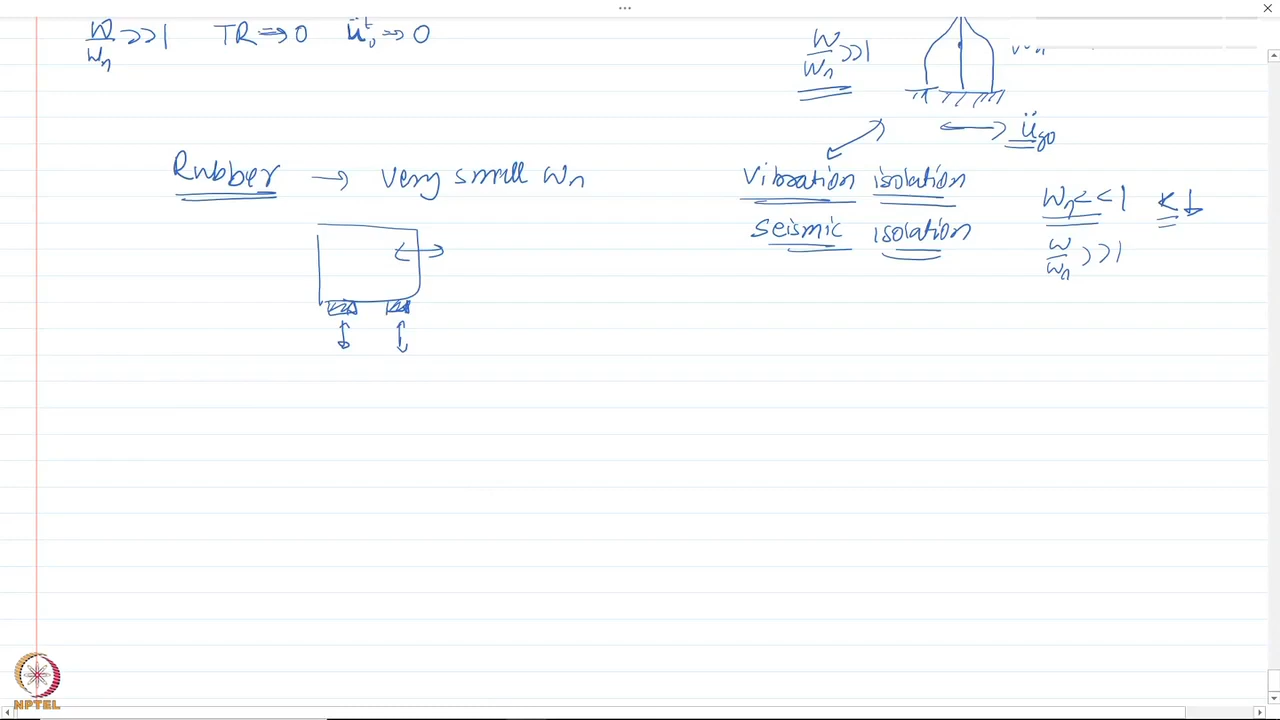 ω/ωn >> 1 TR ⇒ 0 ü₀ᵗ ⇒ 0
ω/ωn >> 1
ü_go
Rubber → very small ωn
vibration isolation
ωn << 1 K↓
seismic isolation
ω/ωn >> 1
NPTEL